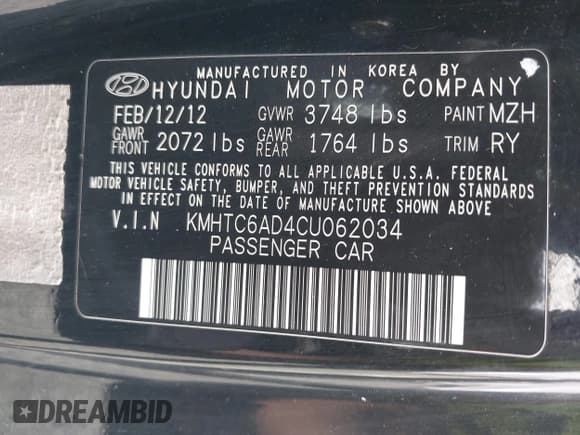 MANUFACTURED IN KOREA BY
HYUNDAI MOTOR COMPANY
FEB/12/12 GVWR 3748 lbs PAINT MZH
GAWR FRONT 2072 lbs GAWR REAR 1764 lbs TRIM RY
THIS VEHICLE CONFORMS TO ALL APPLICABLE U.S.A. FEDERAL
MOTOR VEHICLE SAFETY, BUMPER, AND THEFT PREVENTION STANDARDS
IN EFFECT ON THE DATE OF MANUFACTURE SHOWN ABOVE.
V.I.N KMHTC6AD4CU062034
PASSENGER CAR
DREAMBID